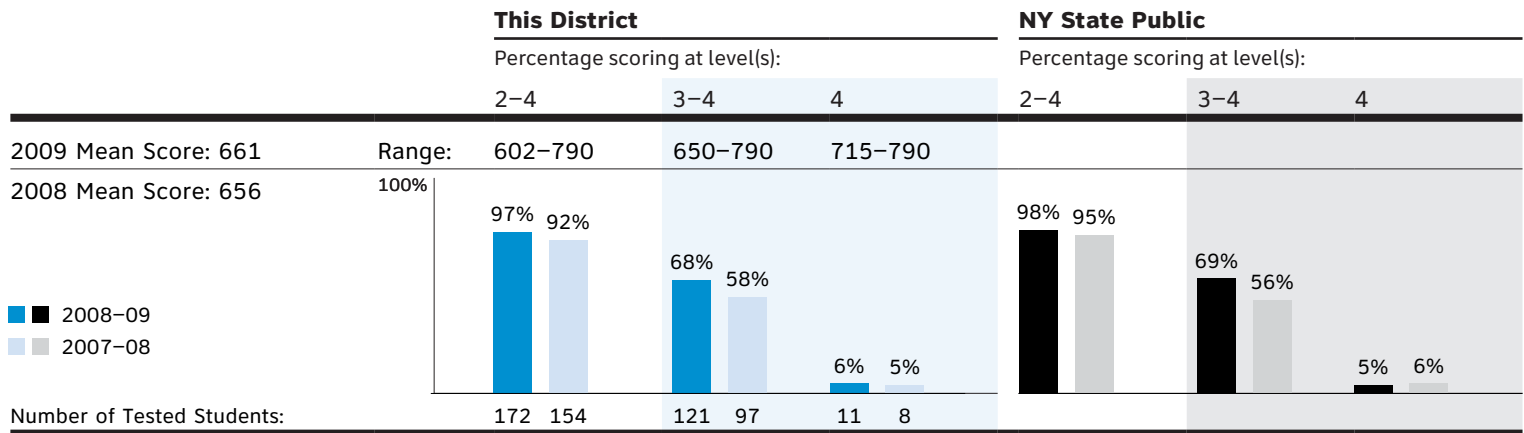 This District NY State Public
Percentage scoring at level(s): Percentage scoring at level(s):
2–4 3–4 4 2–4 3–4 4
2009 Mean Score: 661 Range: 602–790 650–790 715–790
2008 Mean Score: 656 100%
97% 92% 68% 58% 6% 5% 98% 95% 69% 56% 5% 6%
2008–09
2007–08
Number of Tested Students: 172 154 121 97 11 8